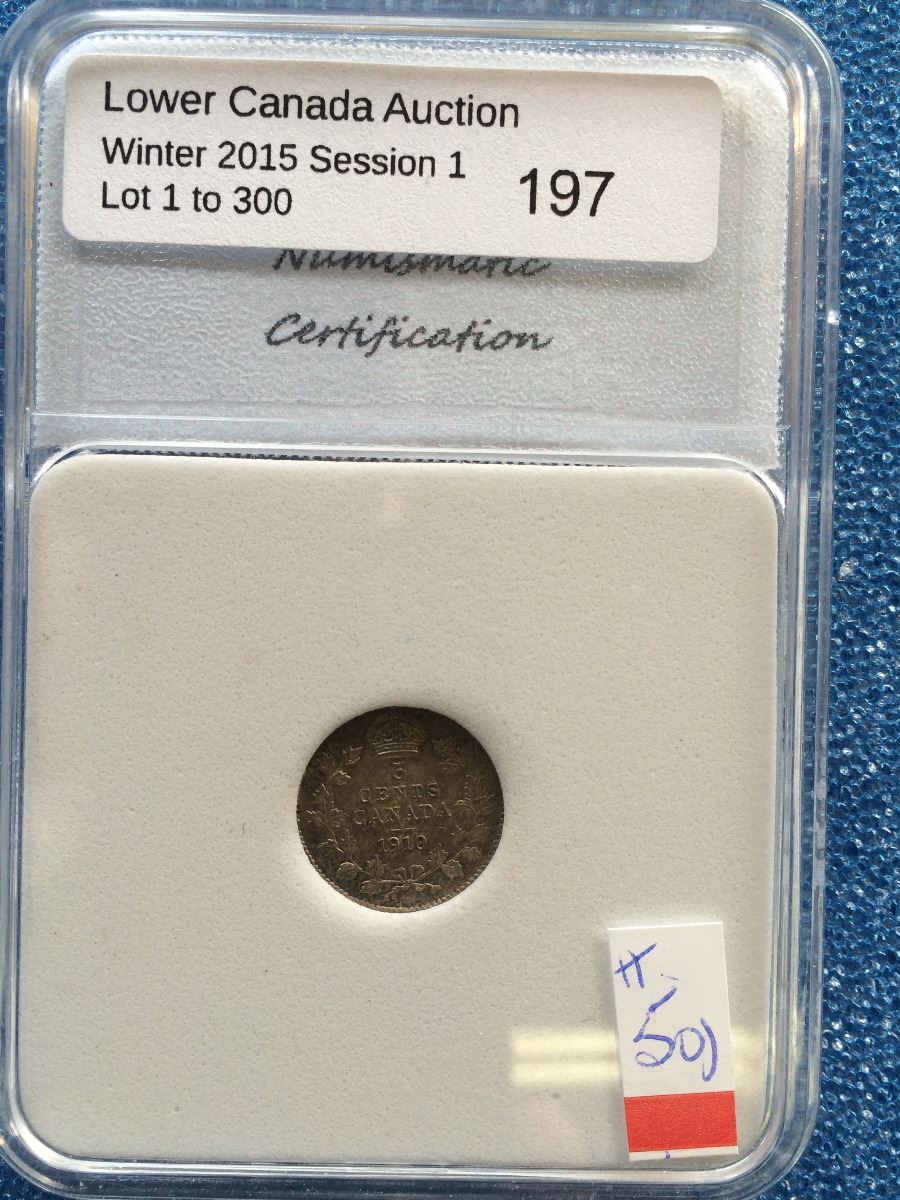 Lower Canada Auction
Winter 2015 Session 1
Lot 1 to 300
197
Numismatic
Certification
5
CENTS
CANADA
1910